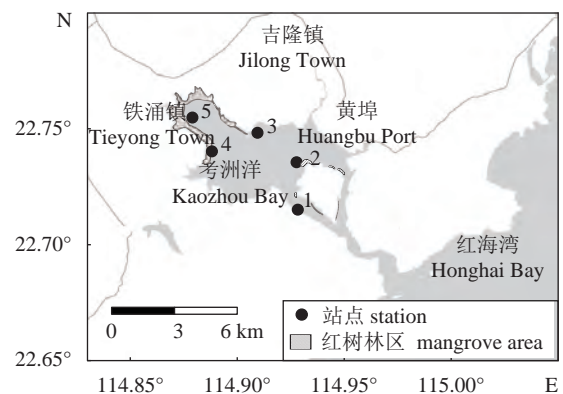 N
吉隆镇
Jilong Town
铁涌镇
Tieyong Town
黄埠
Huangbu Port
考洲洋
Kaozhou Bay
红海湾
Honghai Bay
5
3
4
2
1
22.75°
22.70°
22.65°
0 3 6 km
站点 station
红树林区 mangrove area
114.85° 114.90° 114.95° 115.00° E